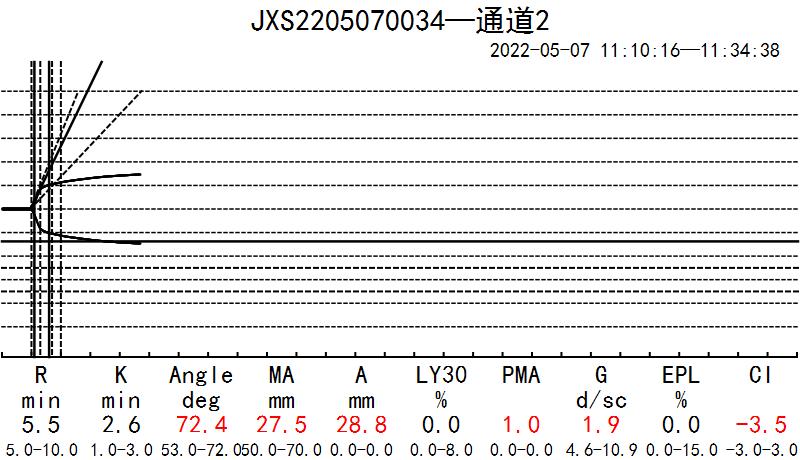 JXS2205070034—通道2
2022-05-07 11:10:16—11:34:38
R K Angle MA A LY30 PMA G EPL CI
min min deg mm mm % d/sc %
5.5 2.6 72.4 27.5 28.8 0.0 1.0 1.9 0.0 -3.5
5.0-10.0 1.0-3.0 53.0-72.0 50.0-70.0 0.0-0.0 0.0-8.0 0.0-0.0 4.6-10.9 0.0-15.0 -3.0-3.0